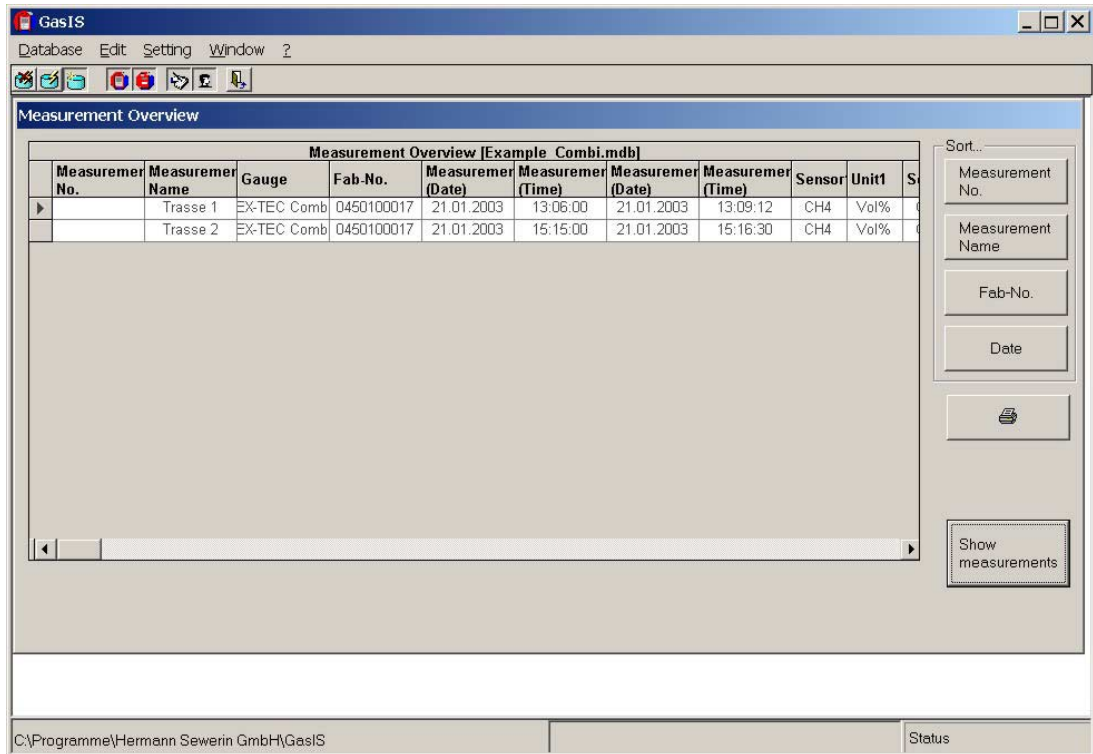 GasIS
Database Edit Setting Window ?
Measurement Overview
Measurement Overview [Example_Combi.mdb]
Measuremer No. Measuremer Name Gauge Fab-No. Measuremer (Date) Measuremer (Time) Measuremer (Date) Measuremer (Time) Sensor Unit1
Trasse 1 EX-TEC Comb 0450100017 21.01.2003 13:06:00 21.01.2003 13:09:12 CH4 Vol%
Trasse 2 EX-TEC Comb 0450100017 21.01.2003 15:15:00 21.01.2003 15:16:30 CH4 Vol%
Sort...
Measurement
No.
Measurement
Name
Fab-No.
Date
Show
measurements
C:\Programme\Hermann Sewerin GmbH\GasIS
Status